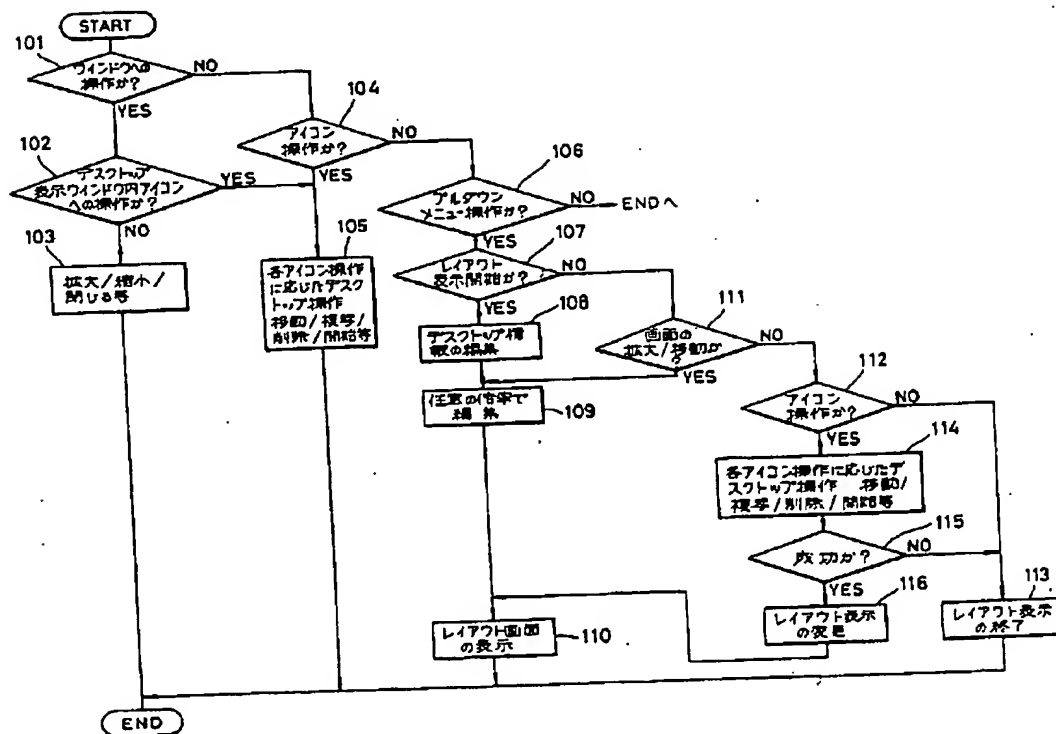 START
101
ウィンドウへの
操作か?
NO
YES
102
デスクトップ
表示ウィンドウ内アイコン
への操作か?
YES
NO
103
拡大/縮小/
閉じる等
104
アイコン
操作か?
NO
YES
105
各アイコン操作
に応じたデスク
トップ操作
移動/複写/
削除/開始等
106
プルダウン
メニュー操作か?
NO
ENDへ
YES
107
レイアウト
表示開始か?
NO
YES
108
デスクトップ情
報の編集
任意の倍率で
編集
109
レイアウト画面
の表示
110
111
画面の
拡大/移動か
?
NO
YES
112
アイコン
操作か?
NO
YES
114
各アイコン操作に応じたデ
スクトップ操作 移動/
複写/削除/開始等
115
成功か?
NO
YES
116
レイアウト表示
の変更
113
レイアウト表示
の終了
END